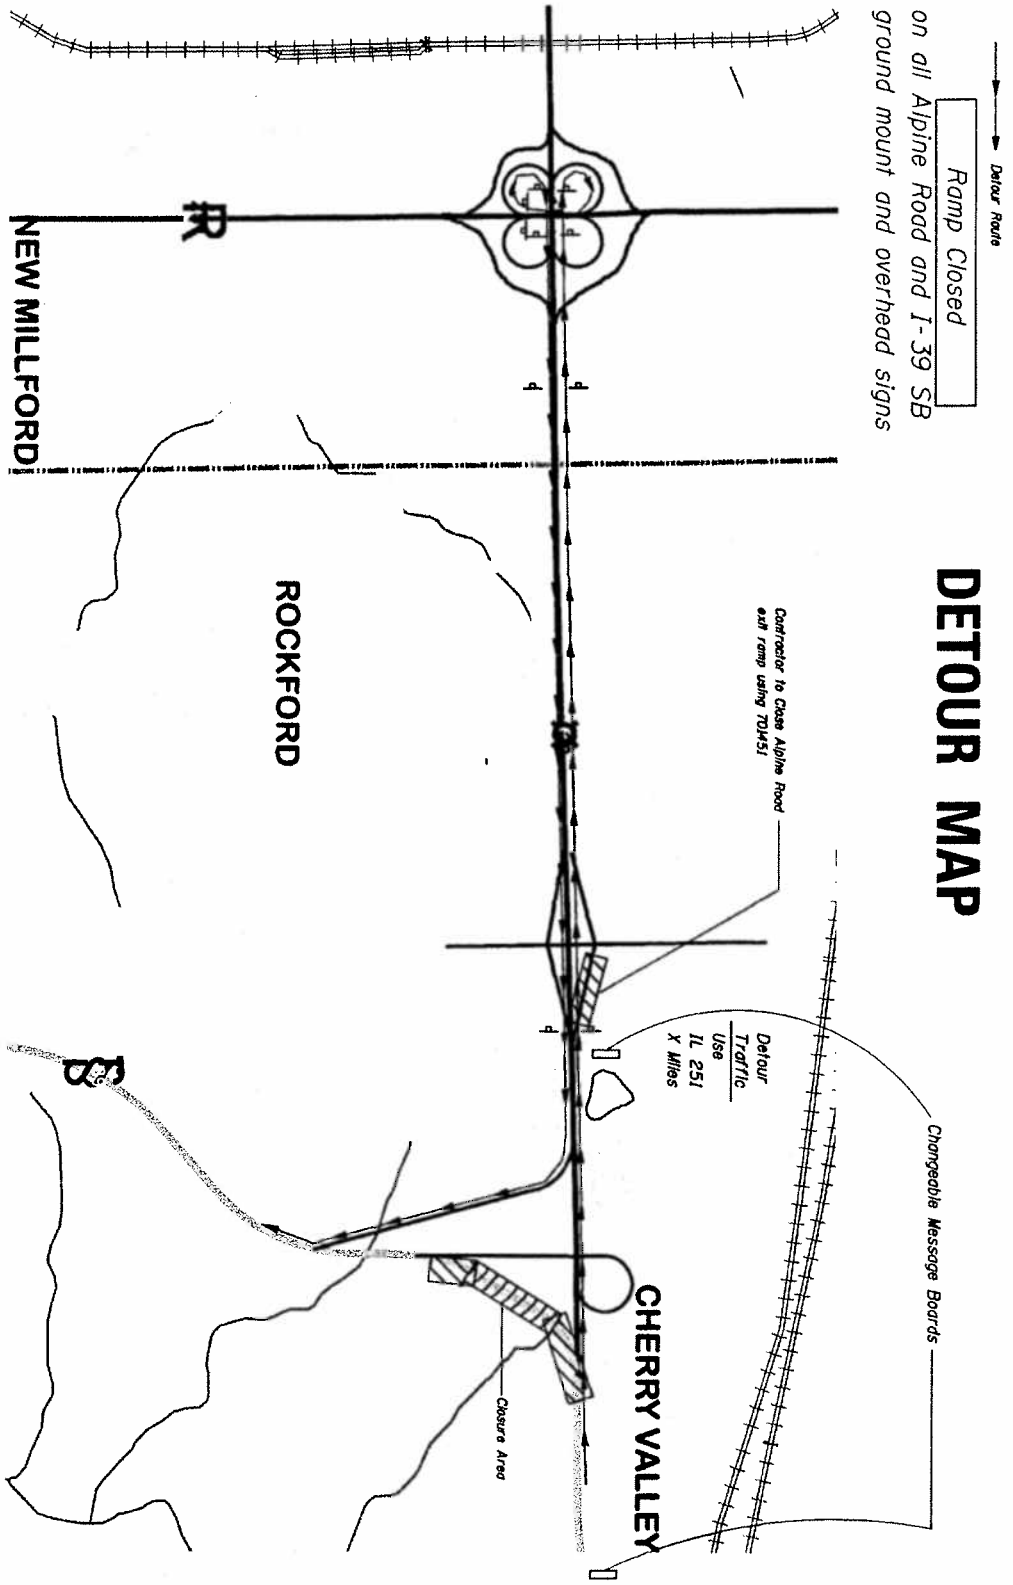 DETOUR MAP
Detour Route
Ramp Closed
on all Alpine Road and I-39 SB
ground mount and overhead signs
Contractor to Close Alpine Road
exit ramp using 701451
Changeable Message Boards
Detour
Traffic
Use
IL 251
X Miles
CHERRY VALLEY
Closure Area
ROCKFORD
NEW MILLFORD